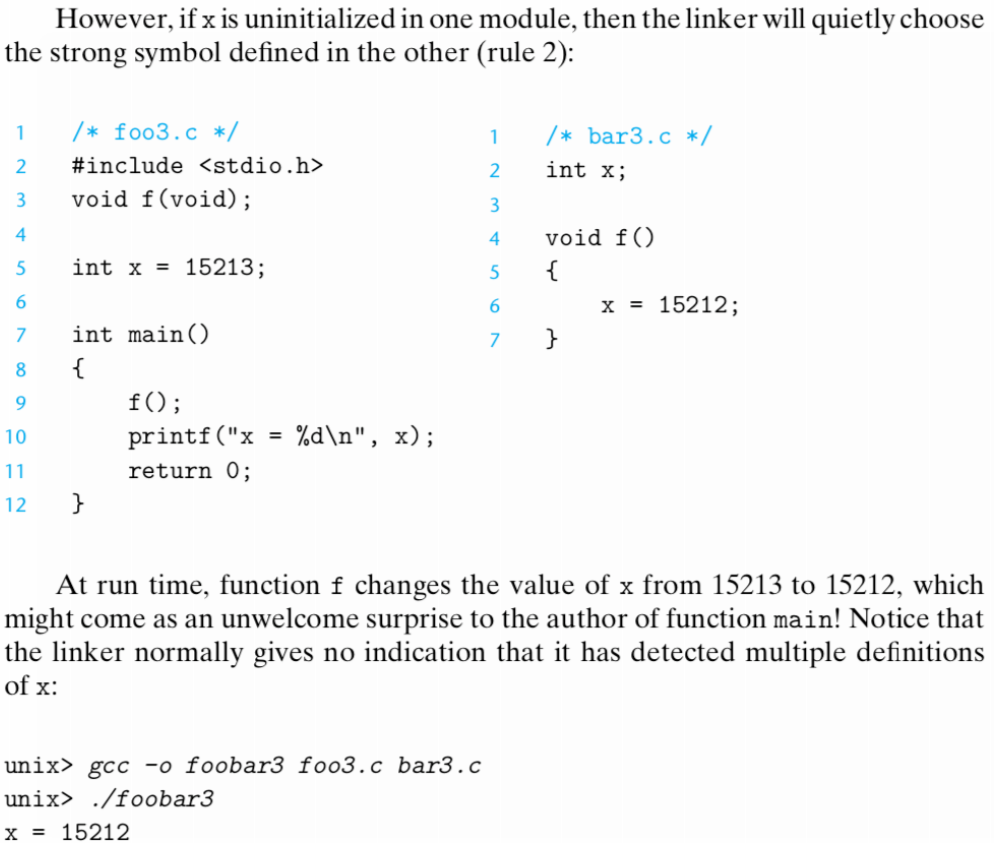 However, if x is uninitialized in one module, then the linker will quietly choose
the strong symbol defined in the other (rule 2):
1 /* foo3.c */
2 #include <stdio.h>
3 void f(void);
4
5 int x = 15213;
6
7 int main()
8 {
9 f();
10 printf("x = %d\n", x);
11 return 0;
12 }
1 /* bar3.c */
2 int x;
3
4 void f()
5 {
6 x = 15212;
7 }
At run time, function f changes the value of x from 15213 to 15212, which
might come as an unwelcome surprise to the author of function main! Notice that
the linker normally gives no indication that it has detected multiple definitions
of x:
unix> gcc -o foobar3 foo3.c bar3.c
unix> ./foobar3
x = 15212